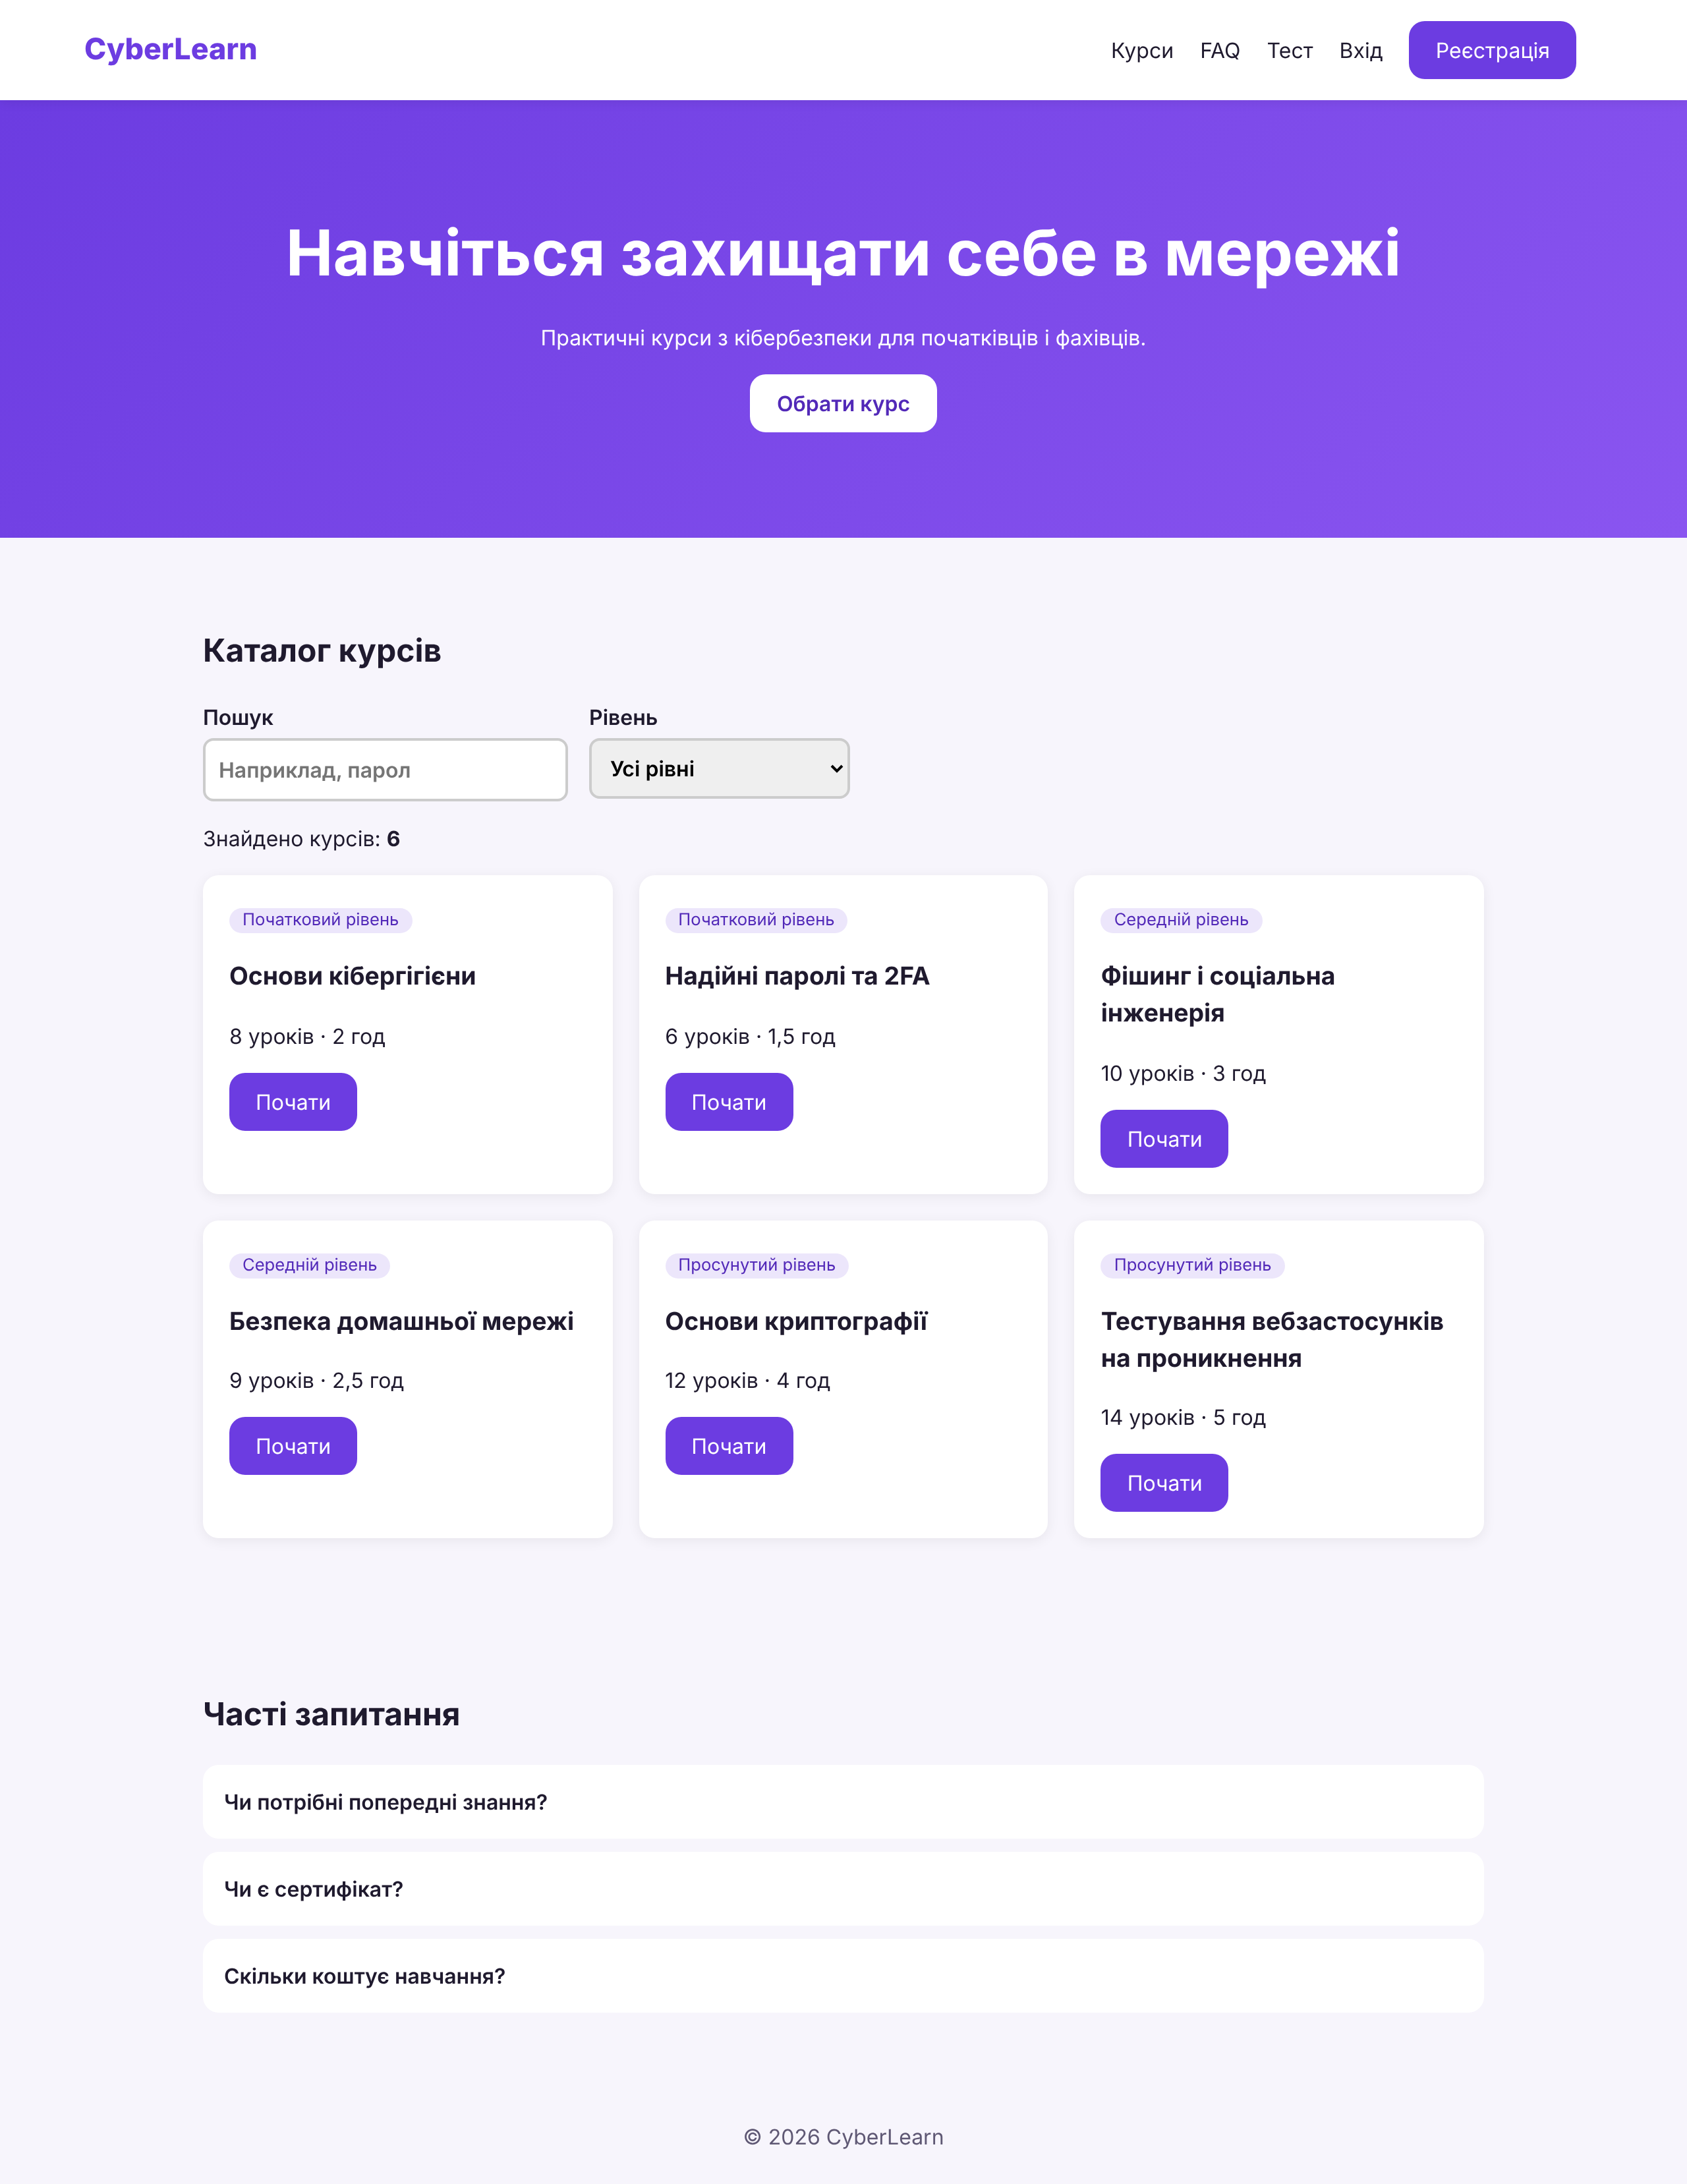 CyberLearn
Курси
FAQ
Тест
Вхід
Реєстрація
Навчіться захищати себе в мережі
Практичні курси з кібербезпеки для початківців і фахівців.
Обрати курс
Каталог курсів
Пошук
Рівень
Наприклад, парол
Усі рівні
Знайдено курсів: 6
Початковий рівень
Основи кібергігієни
8 уроків · 2 год
Почати
Початковий рівень
Надійні паролі та 2FA
6 уроків · 1,5 год
Почати
Середній рівень
Фішинг і соціальна
інженерія
10 уроків · 3 год
Почати
Середній рівень
Безпека домашньої мережі
9 уроків · 2,5 год
Почати
Просунутий рівень
Основи криптографії
12 уроків · 4 год
Почати
Просунутий рівень
Тестування вебзастосунків
на проникнення
14 уроків · 5 год
Почати
Часті запитання
Чи потрібні попередні знання?
Чи є сертифікат?
Скільки коштує навчання?
© 2026 CyberLearn